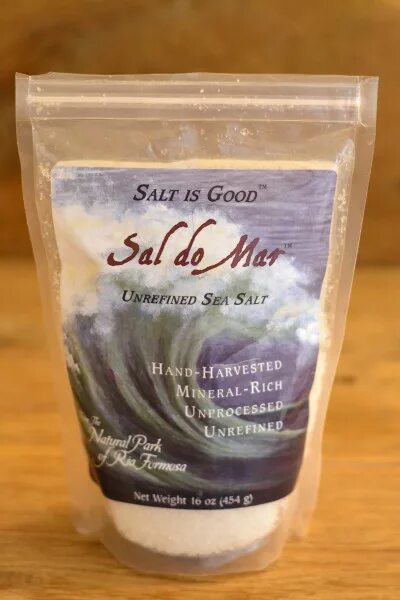 SALT IS GOOD™
Sal do Mar™
UNREFINED SEA SALT
HAND-HARVESTED
MINERAL-RICH
UNPROCESSED
UNREFINED
The
Natural Park
of Ria Formosa
Net Weight 16 oz (454 g)